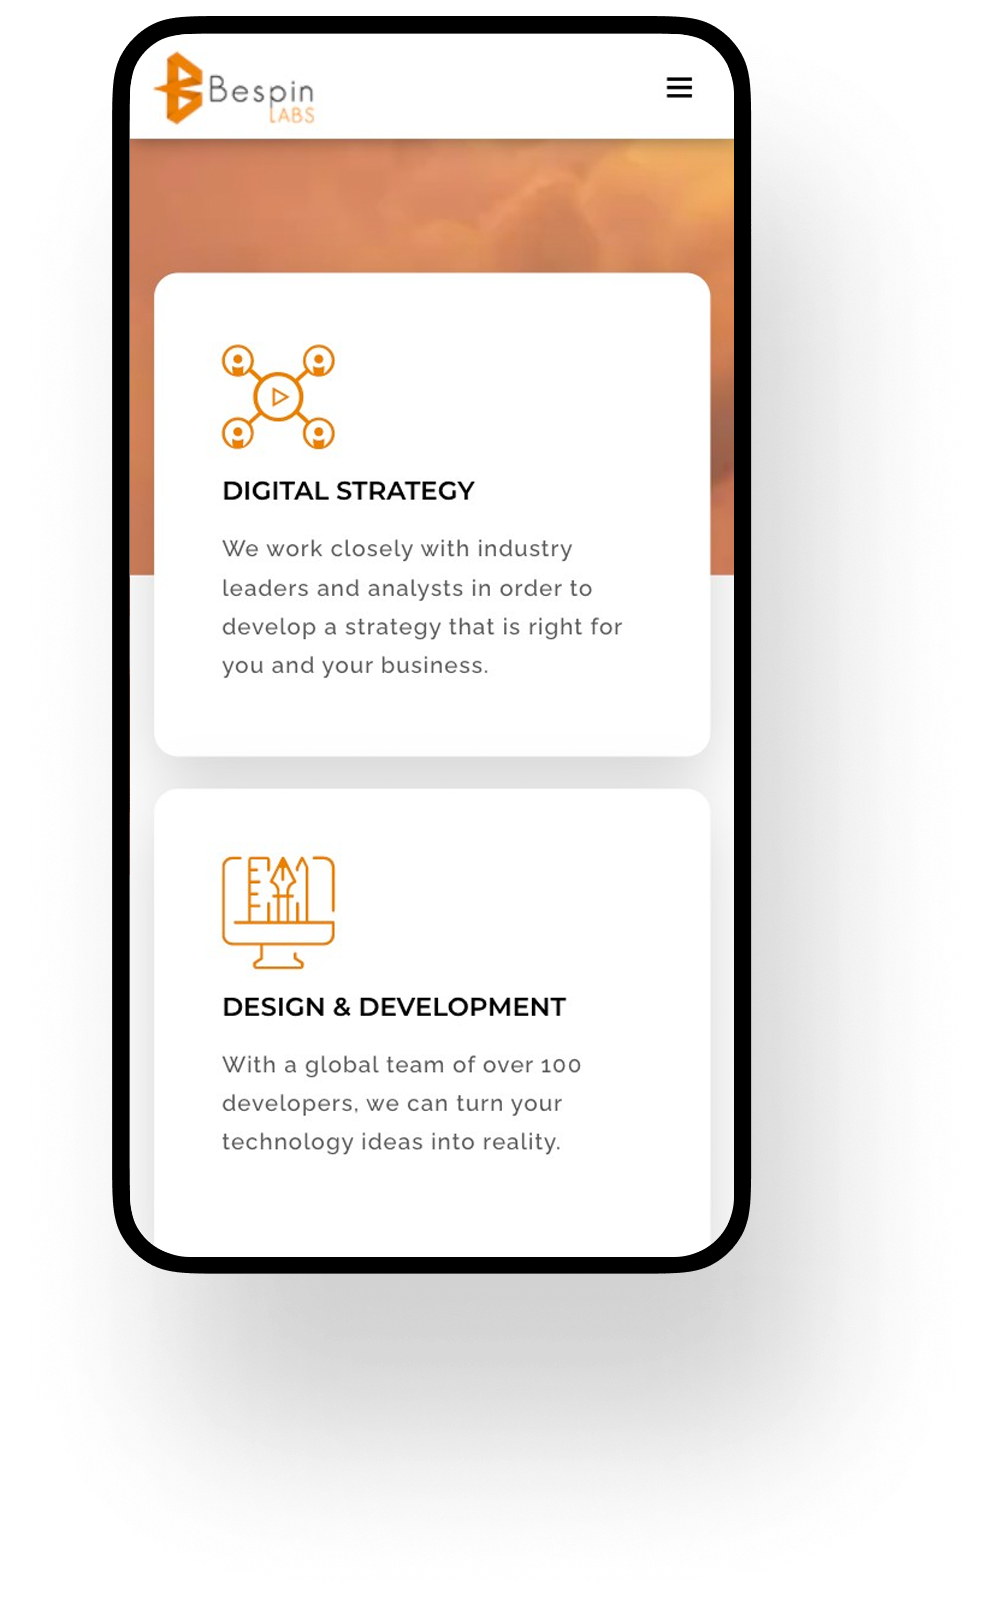 Bespin
LABS
DIGITAL STRATEGY
We work closely with industry
leaders and analysts in order to
develop a strategy that is right for
you and your business.
DESIGN & DEVELOPMENT
With a global team of over 100
developers, we can turn your
technology ideas into reality.